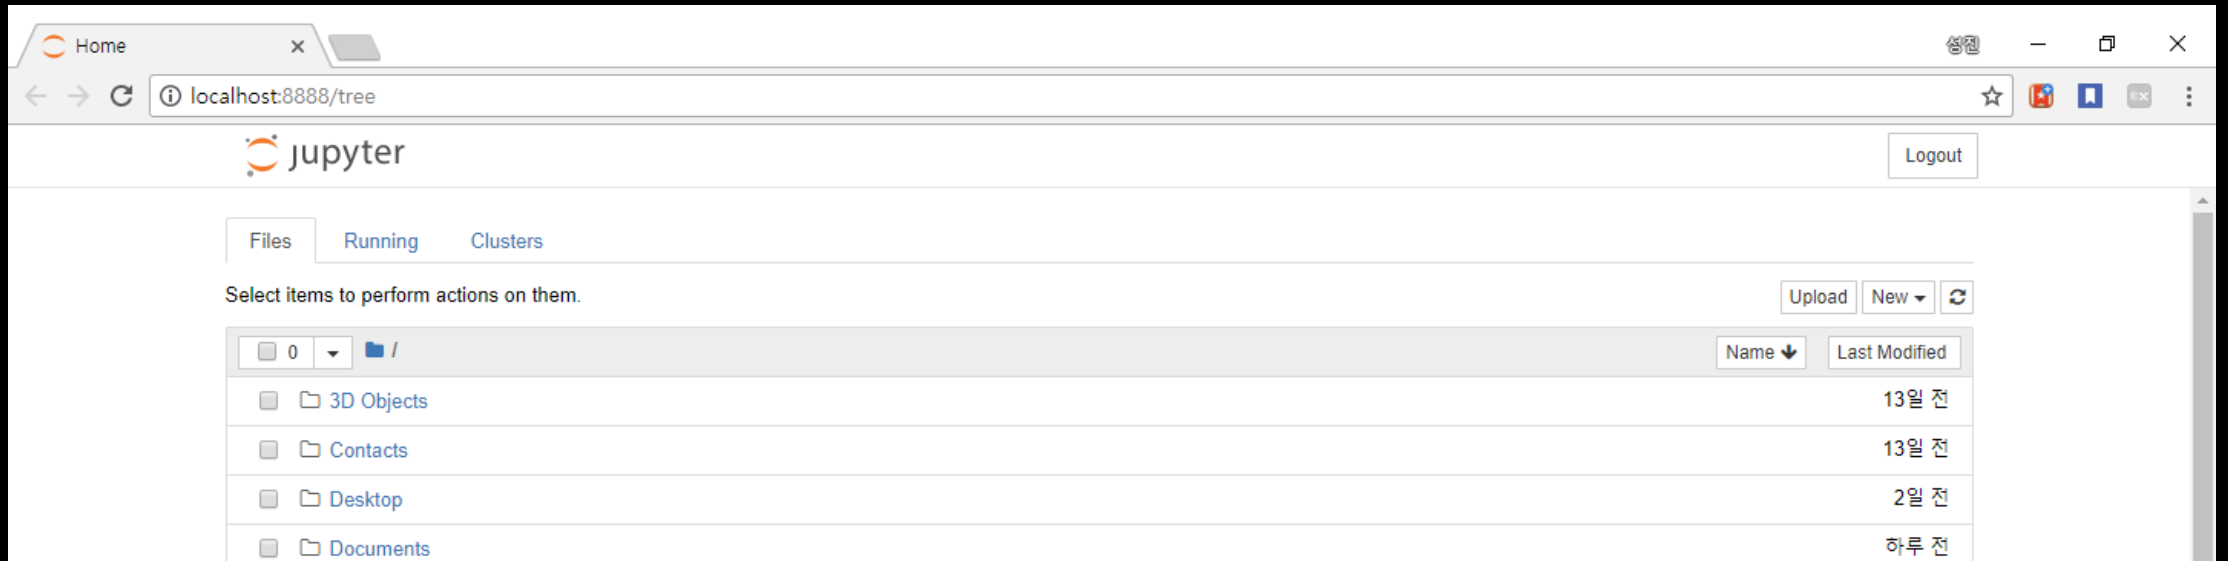 Home
성진
localhost:8888/tree
jupyter
Logout
Files Running Clusters
Select items to perform actions on them.
Upload New
0 / Name Last Modified
3D Objects 13일 전
Contacts 13일 전
Desktop 2일 전
Documents 하루 전